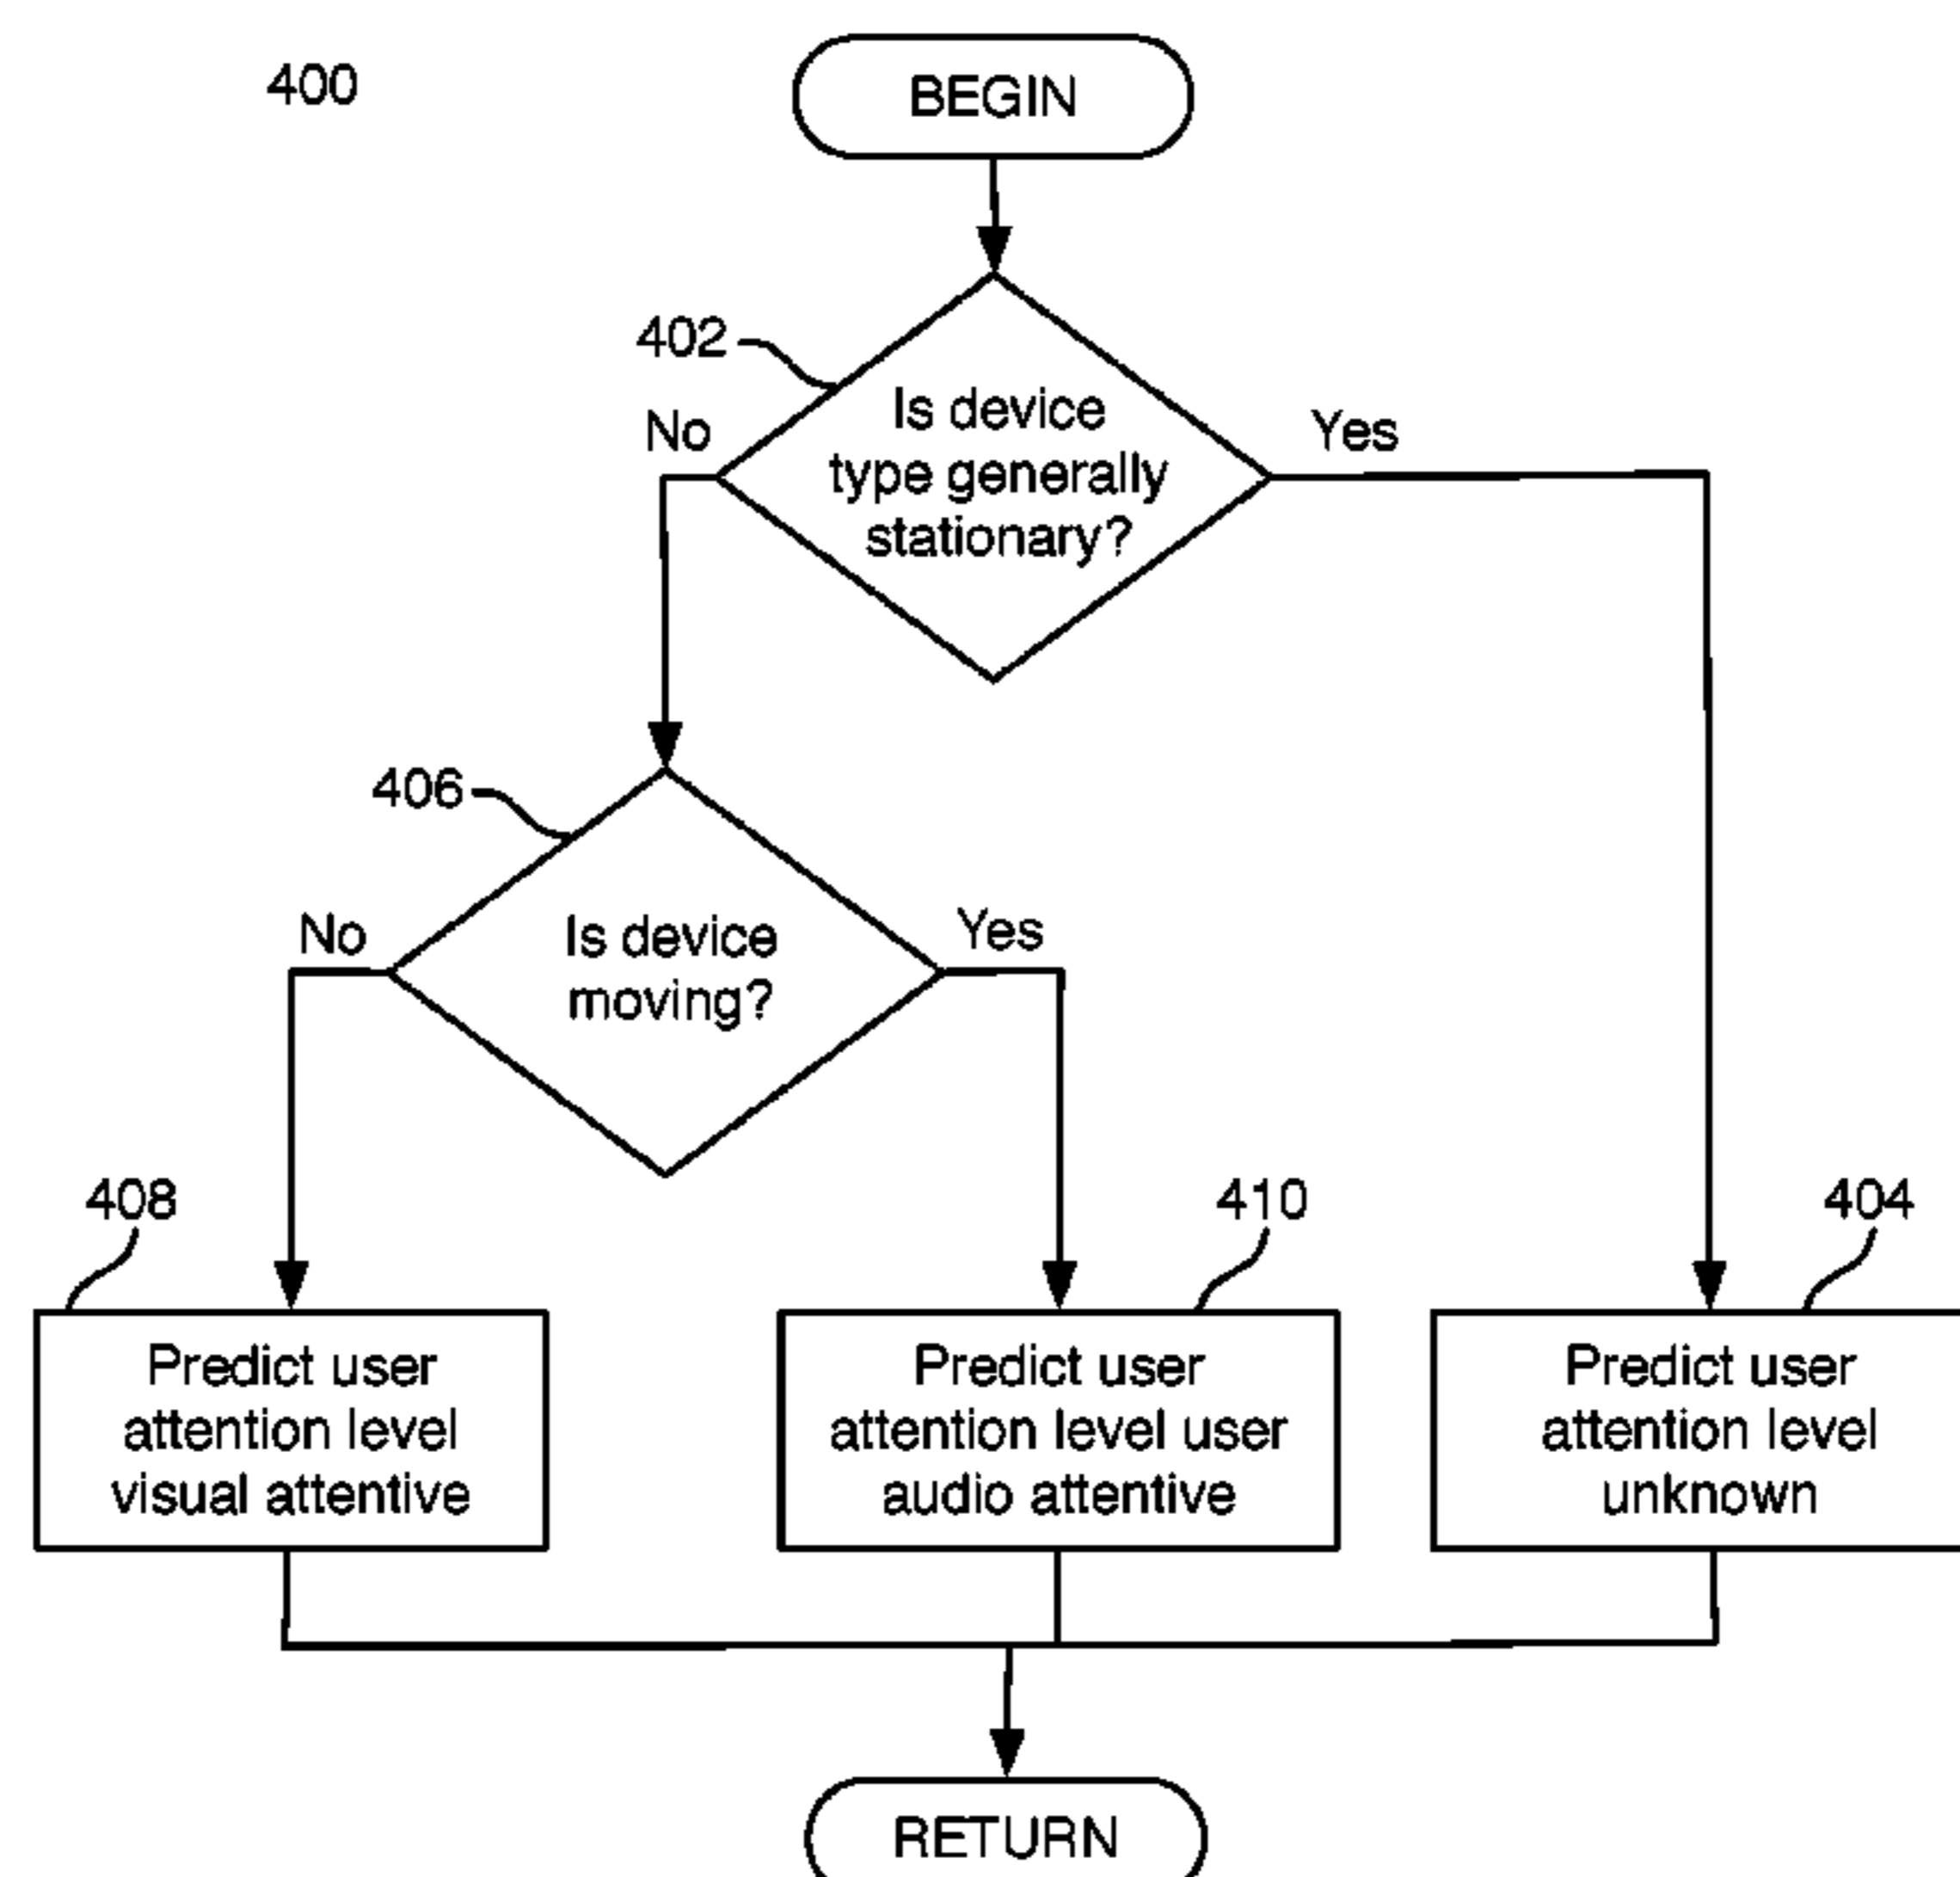 400
BEGIN
402
No
Yes
Is device
type generally
stationary?
406
No
Yes
Is device
moving?
408
410
404
Predict user
attention level
visual attentive
Predict user
attention level user
audio attentive
Predict user
attention level
unknown
RETURN